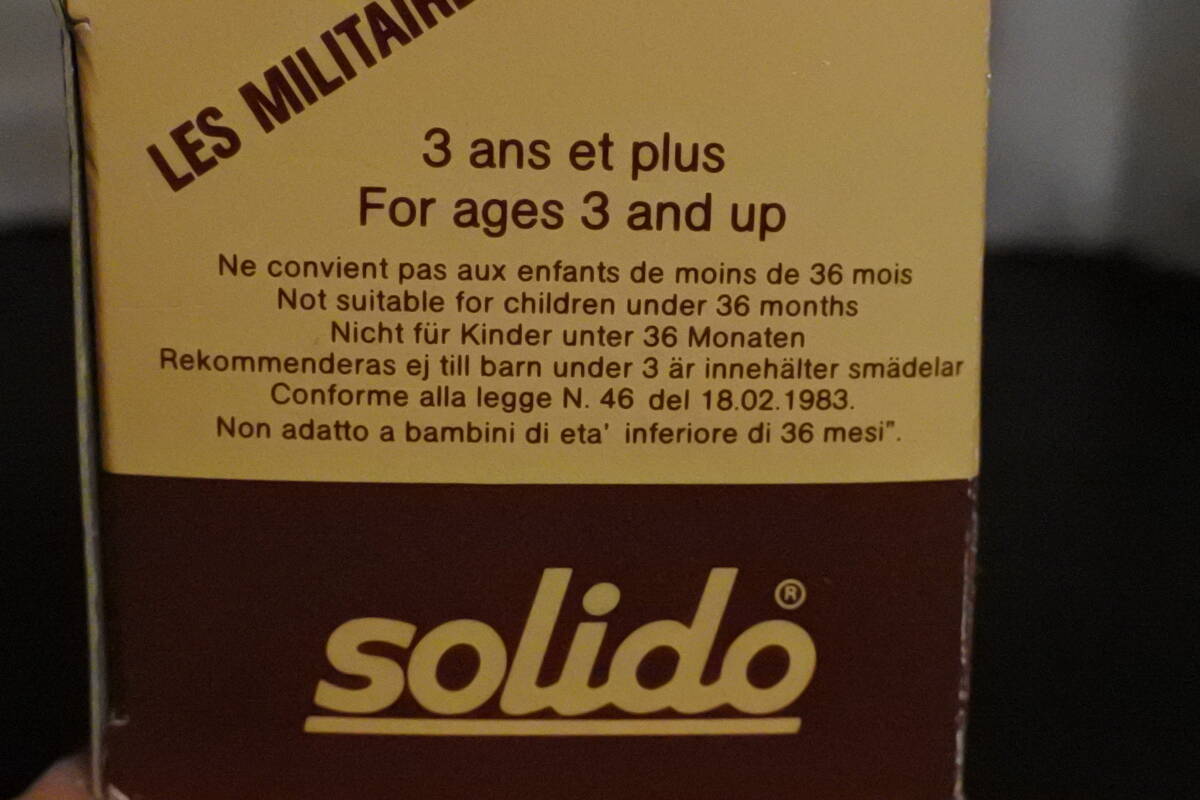 LES MILITAIRE
3 ans et plus
For ages 3 and up
Ne convient pas aux enfants de moins de 36 mois
Not suitable for children under 36 months
Nicht für Kinder unter 36 Monaten
Rekommenderas ej till barn under 3 är innehälter smädelar
Conforme alla legge N. 46 del 18.02.1983.
Non adatto a bambini di eta' inferiore di 36 mesi".
solido®